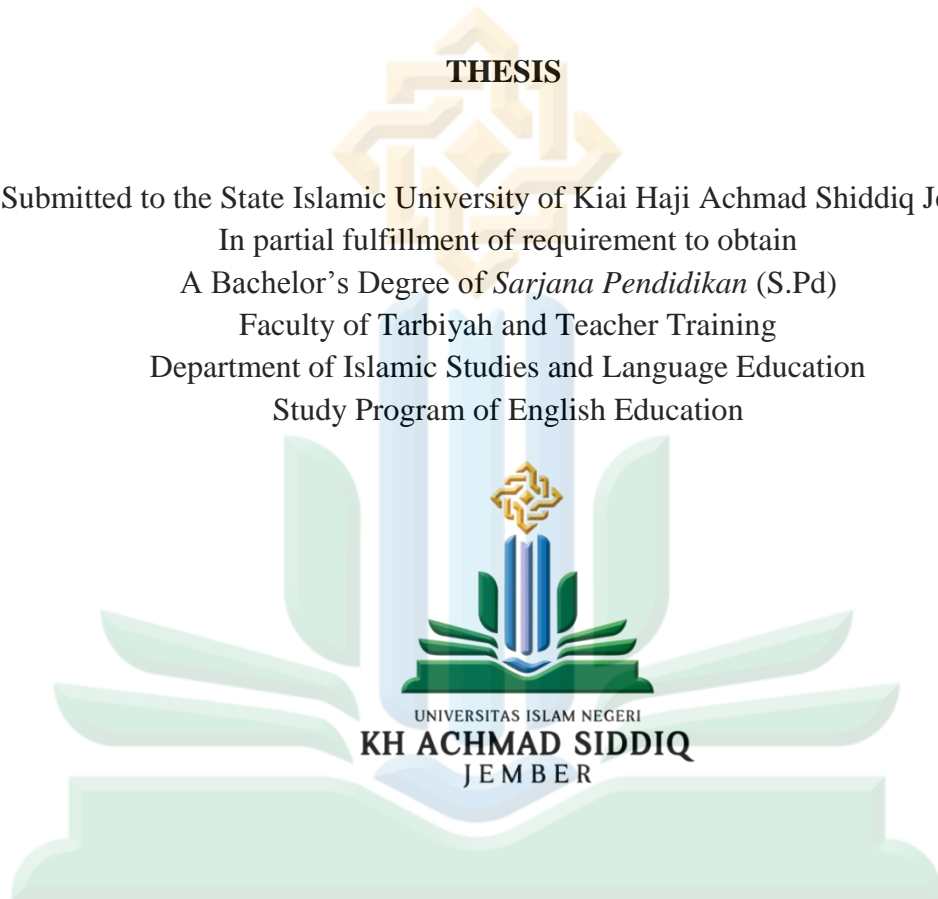 THESIS
Submitted to the State Islamic University of Kiai Haji Achmad Shiddiq
In partial fulfillment of requirement to obtain
A Bachelor’s Degree of Sarjana Pendidikan (S.Pd)
Faculty of Tarbiyah and Teacher Training
Department of Islamic Studies and Language Education
Study Program of English Education
UNIVERSITAS ISLAM NEGERI
KH ACHMAD SIDDIQ
JEMBER